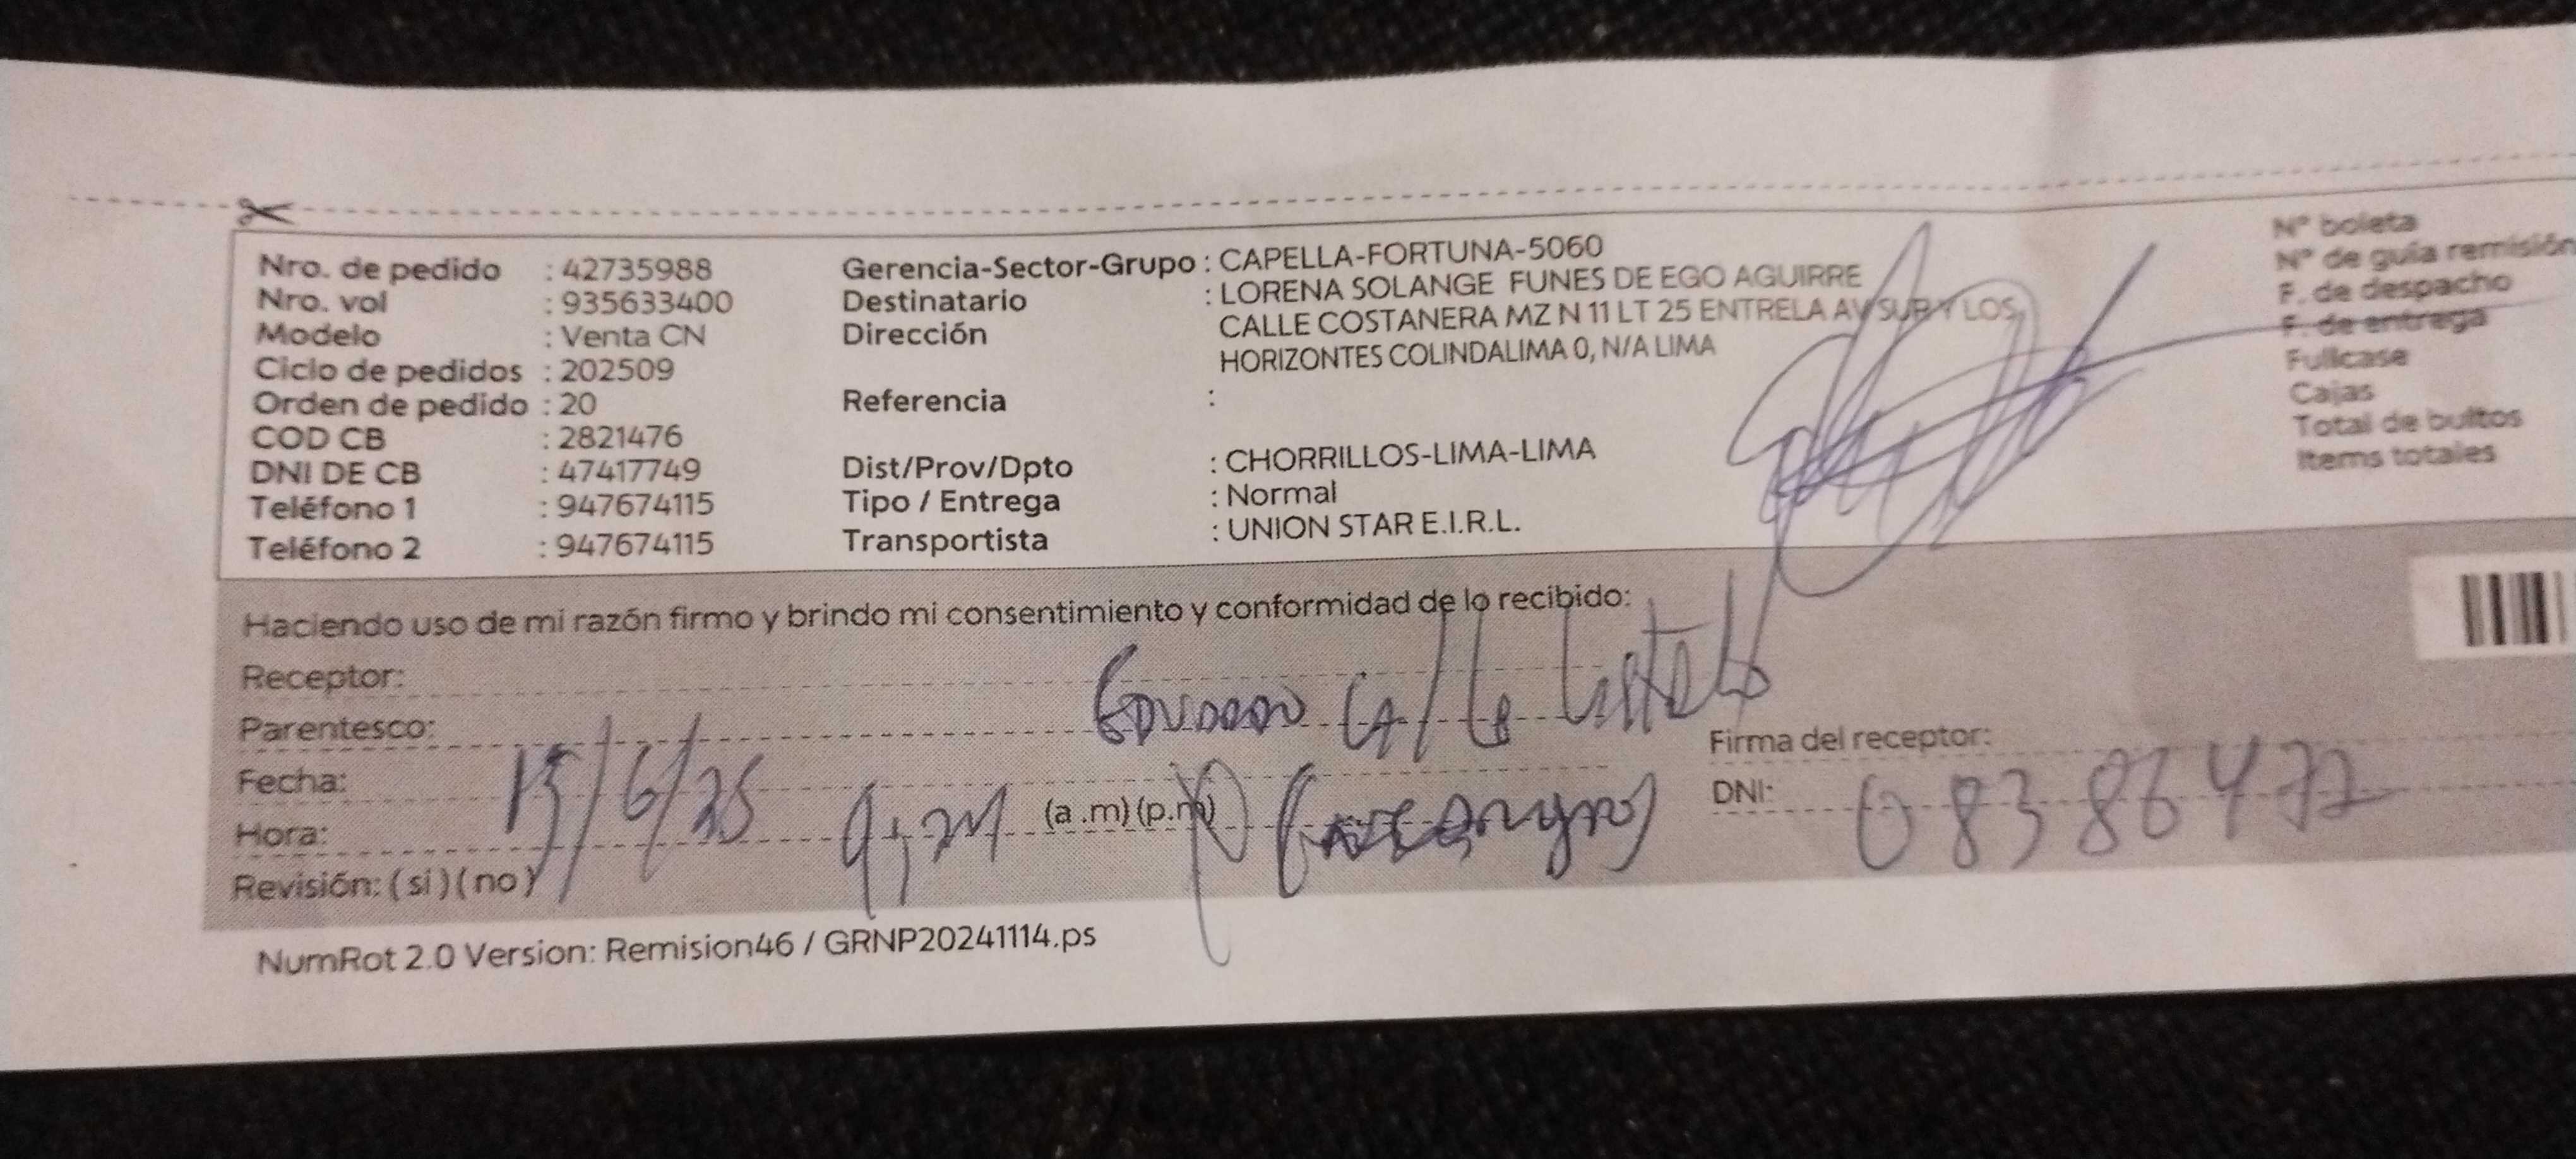 Nro. de pedido : 42735988
Nro. vol : 935633400
Modelo : Venta CN
Ciclo de pedidos : 202509
Orden de pedido : 20
COD CB : 2821476
DNI DE CB : 47417749
Teléfono 1 : 947674115
Teléfono 2 : 947674115
Gerencia-Sector-Grupo : CAPELLA-FORTUNA-5060
Destinatario : LORENA SOLANGE FUNES DE EGO AGUIRRE
Dirección CALLE COSTANERA MZ N 11 LT 25 ENTRELA AV SUR Y LOS
HORIZONTES COLINDALIMA 0, N/A LIMA
Referencia :
Dist/Prov/Dpto : CHORRILLOS-LIMA-LIMA
Tipo / Entrega : Normal
Transportista : UNION STAR E.I.R.L.
N° boleta
N° de guía remisión
F. de despacho
F. de entrega
Fullcase
Cajas
Total de bultos
Items totales
Haciendo uso de mi razón firmo y brindo mi consentimiento y conformidad de lo recibido:
Receptor:
Parentesco:
Firma del receptor:
Fecha: 15/6/25
DNI: 08386472
Hora: (a .m) (p.m)
Revisión: ( si ) ( no )
NumRot 2.0 Version: Remision46 / GRNP20241114.ps